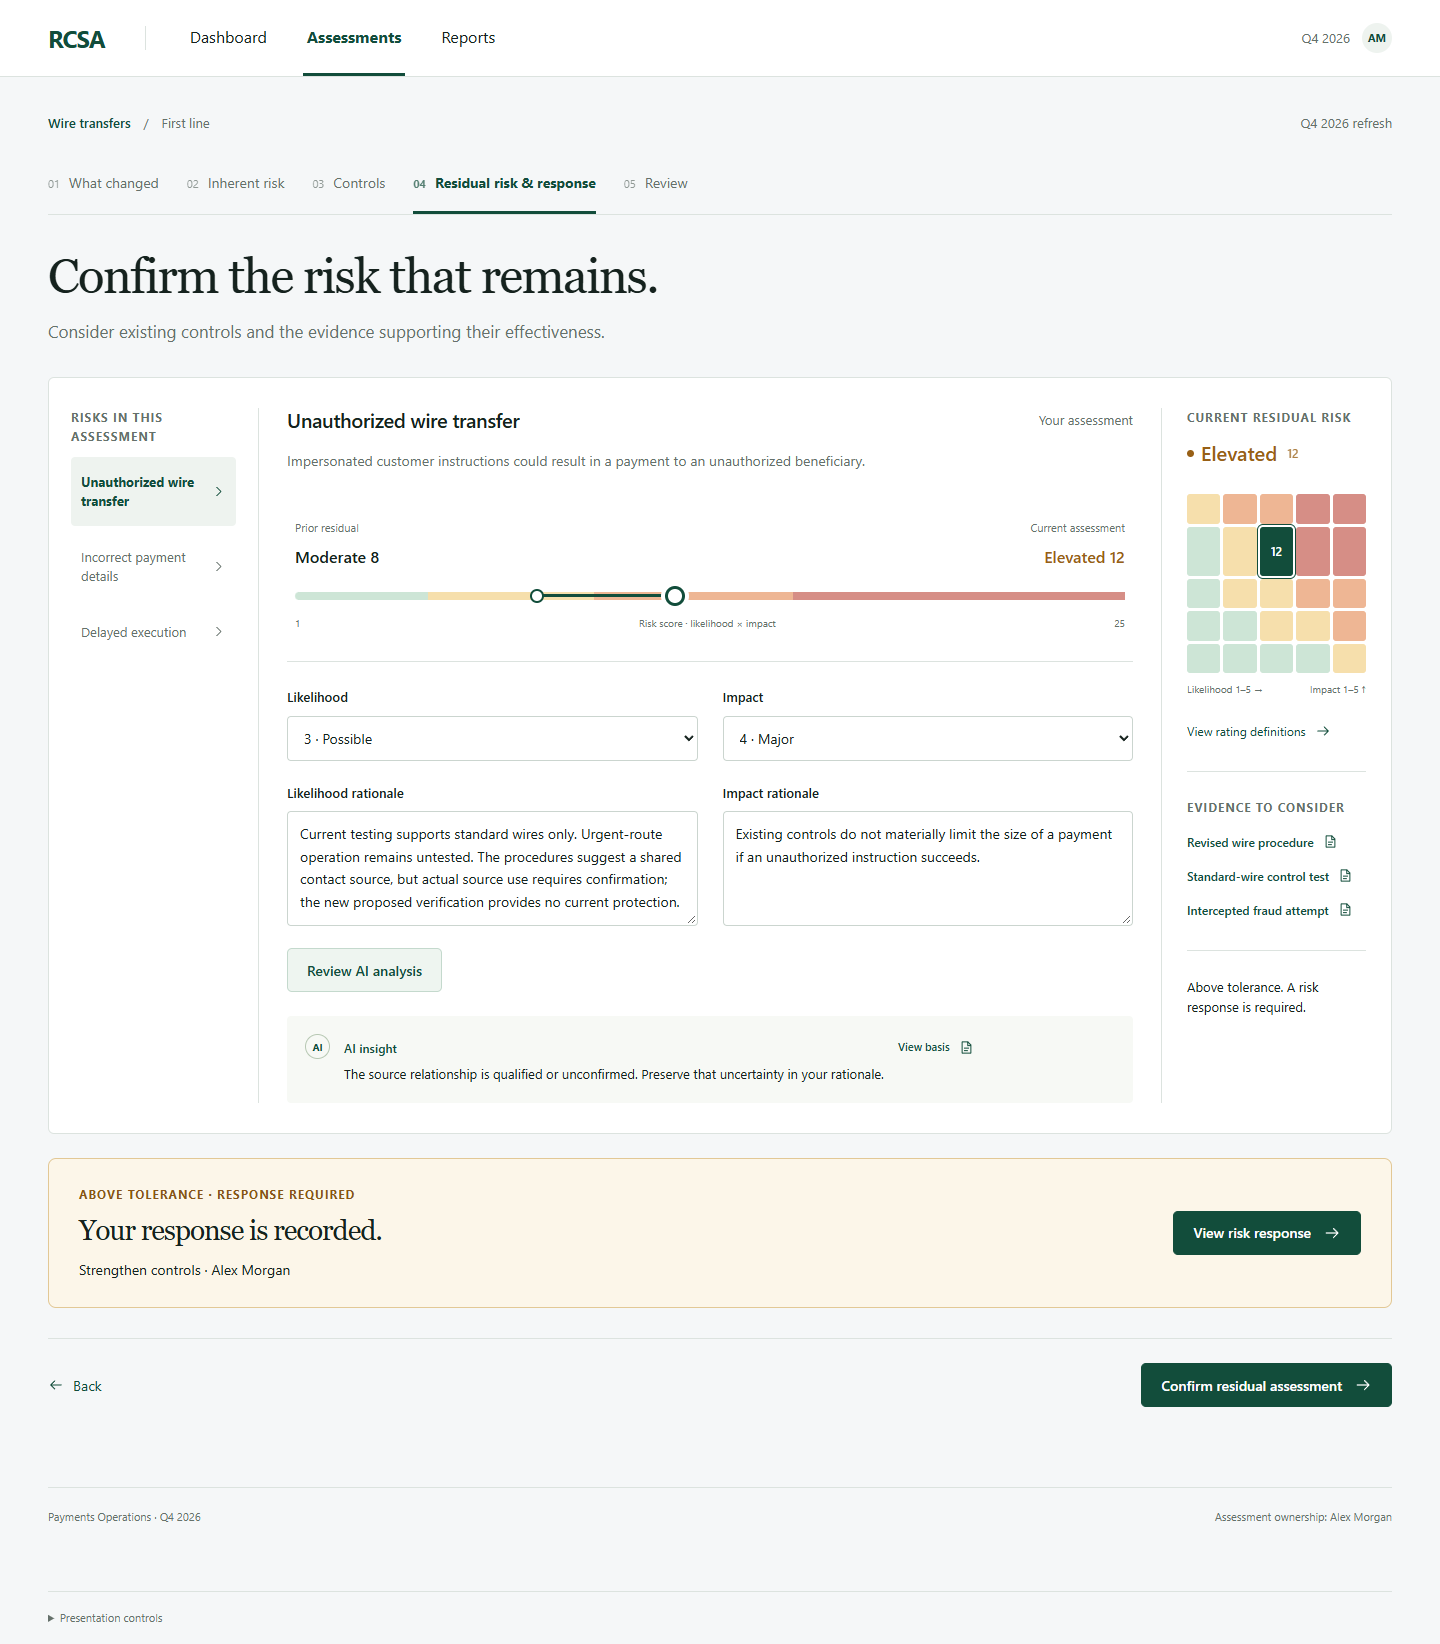 RCSA
Dashboard
Assessments
Reports
Q4 2026
AM
Wire transfers / First line
Q4 2026 refresh
01 What changed
02 Inherent risk
03 Controls
04 Residual risk & response
05 Review
Confirm the risk that remains.
Consider existing controls and the evidence supporting their effectiveness.
RISKS IN THIS
ASSESSMENT
Unauthorized wire
transfer
Incorrect payment
details
Delayed execution
Unauthorized wire transfer
Your assessment
Impersonated customer instructions could result in a payment to an unauthorized beneficiary.
Prior residual
Current assessment
Moderate 8
Elevated 12
1
Risk score · likelihood × impact
25
Likelihood
Impact
3 · Possible
4 · Major
Likelihood rationale
Impact rationale
Current testing supports standard wires only. Urgent-route
operation remains untested. The procedures suggest a shared
contact source, but actual source use requires confirmation;
the new proposed verification provides no current protection.
Existing controls do not materially limit the size of a payment
if an unauthorized instruction succeeds.
Review AI analysis
AI
AI insight
View basis
The source relationship is qualified or unconfirmed. Preserve that uncertainty in your rationale.
CURRENT RESIDUAL RISK
• Elevated 12
12
Likelihood 1–5 →
Impact 1–5 ↑
View rating definitions →
EVIDENCE TO CONSIDER
Revised wire procedure
Standard-wire control test
Intercepted fraud attempt
Above tolerance. A risk
response is required.
ABOVE TOLERANCE · RESPONSE REQUIRED
Your response is recorded.
Strengthen controls · Alex Morgan
View risk response →
← Back
Confirm residual assessment →
Payments Operations · Q4 2026
Assessment ownership: Alex Morgan
▶ Presentation controls